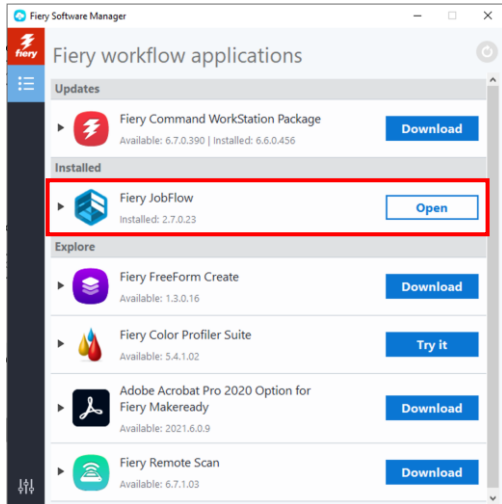 Fiery Software Manager
fiery
Fiery workflow applications
Updates
Fiery Command WorkStation Package
Available: 6.7.0.390 | Installed: 6.6.0.456
Download
Installed
Fiery JobFlow
Installed: 2.7.0.23
Open
Explore
Fiery FreeForm Create
Available: 1.3.0.16
Download
Fiery Color Profiler Suite
Available: 5.4.1.02
Try it
Adobe Acrobat Pro 2020 Option for
Fiery Makeready
Available: 2021.6.0.9
Download
Fiery Remote Scan
Available: 6.7.1.03
Download